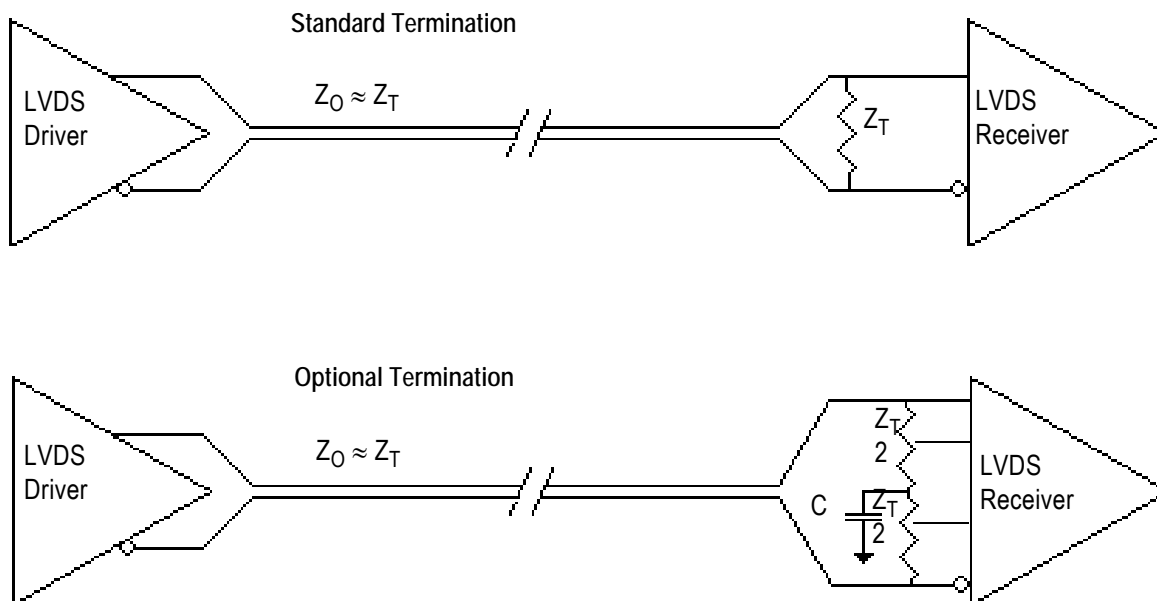 Standard Termination
LVDS
Driver
Z_O ≈ Z_T
Z_T
LVDS
Receiver
Optional Termination
LVDS
Driver
Z_O ≈ Z_T
Z_T
2
C
Z_T
2
LVDS
Receiver